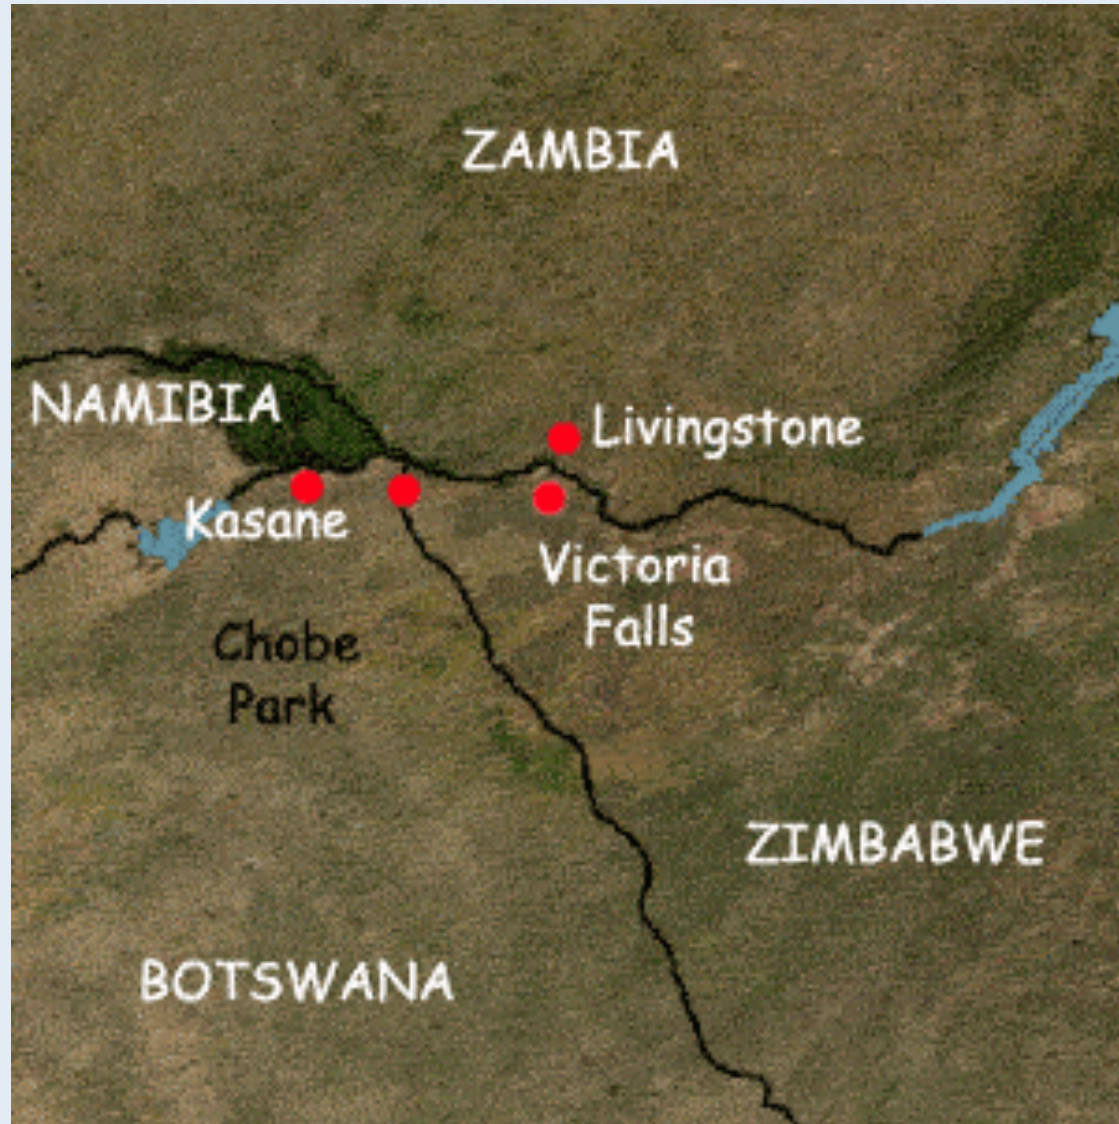 ZAMBIA
NAMIBIA
Livingstone
Kasane
Victoria
Falls
Chobe
Park
ZIMBABWE
BOTSWANA